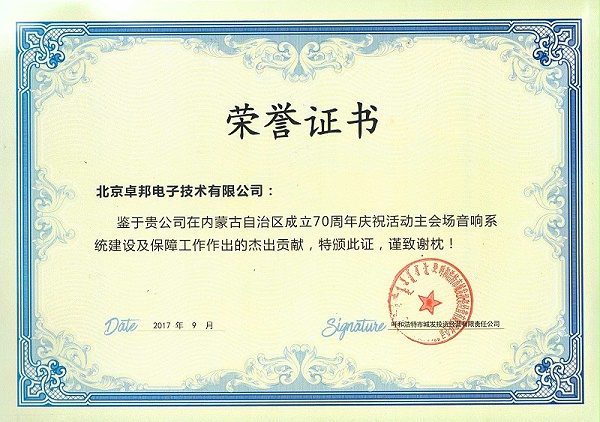 荣誉证书
北京卓邦电子技术有限公司：
鉴于贵公司在内蒙古自治区成立70周年庆祝活动主会场音响系
统建设及保障工作作出的杰出贡献，特颁此证，谨致谢枕！
Date 2017 年 9 月 Signature 呼和浩特市城发投资经营有限责任公司